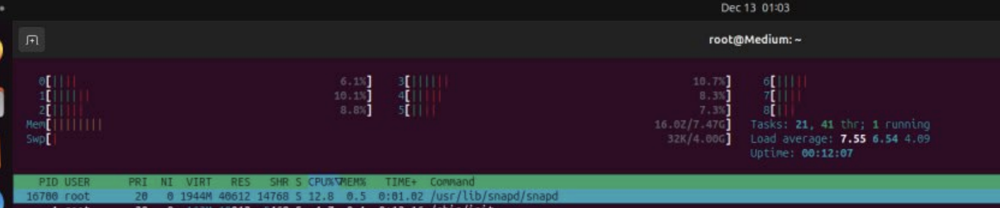 Dec 13 01:03
root@Medium: ~
0[ 6.1%] 3[ 10.7%] 6[
1[ 10.1%] 4[ 8.3%] 7[
2[ 8.8%] 5[ 7.3%] 8[
Mem[ 16.0Z/7.47G] Tasks: 21, 41 thr; 1 running
Swp[ 32K/4.00G] Load average: 7.55 6.54 4.09
Uptime: 00:12:07
PID USER PRI NI VIRT RES SHR S CPU%▽MEM% TIME+ Command
16700 root 20 0 1944M 40612 14768 S 12.8 0.5 0:01.02 /usr/lib/snapd/snapd